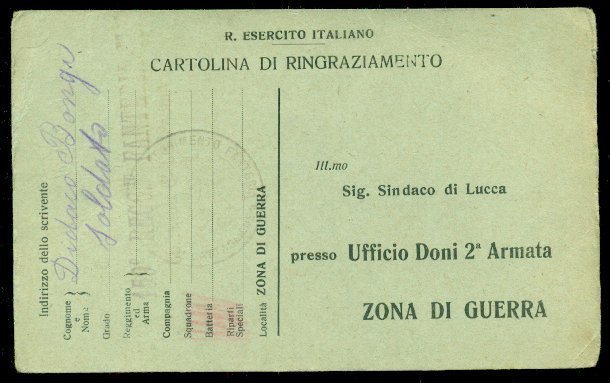 R. ESERCITO ITALIANO
CARTOLINA DI RINGRAZIAMENTO
Ill.mo
Sig. Sindaco di Lucca
presso Ufficio Doni 2ª Armata
ZONA DI GUERRA
Indirizzo dello scrivente
Cognome e Nome } Didaco Bongi
Grado Soldato
Reggimento ed Arma }
Compagnia
Squadrone
Batteria
Riparti Speciali
Località ZONA DI GUERRA